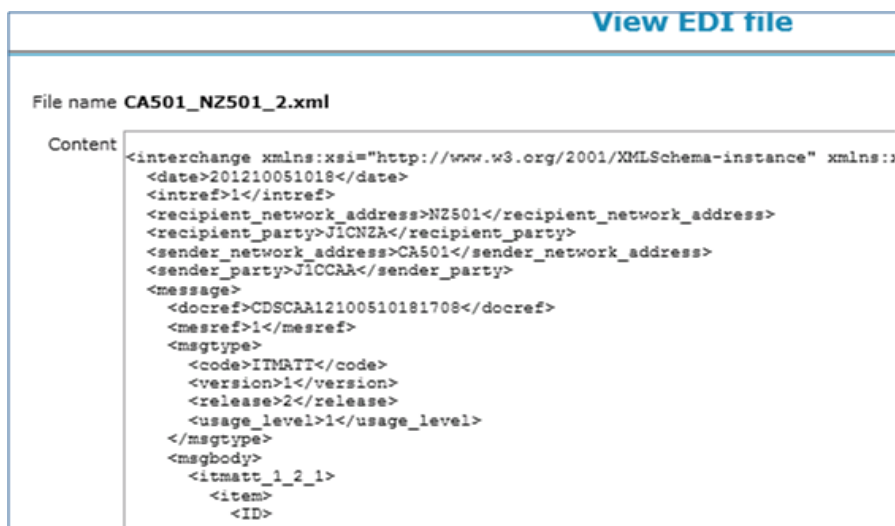 View EDI file
File name CA501_NZ501_2.xml
Content
<interchange xmlns:xsi="http://www.w3.org/2001/XMLSchema-instance" xmlns:x
<date>201210051018</date>
<intref>1</intref>
<recipient_network_address>NZ501</recipient_network_address>
<recipient_party>J1CNZA</recipient_party>
<sender_network_address>CA501</sender_network_address>
<sender_party>J1CCAA</sender_party>
<message>
<docref>CDSCAA12100510181708</docref>
<mesref>1</mesref>
<msgtype>
<code>ITMATT</code>
<version>1</version>
<release>2</release>
<usage_level>1</usage_level>
</msgtype>
<msgbody>
<itmatt_1_2_1>
<item>
<ID>